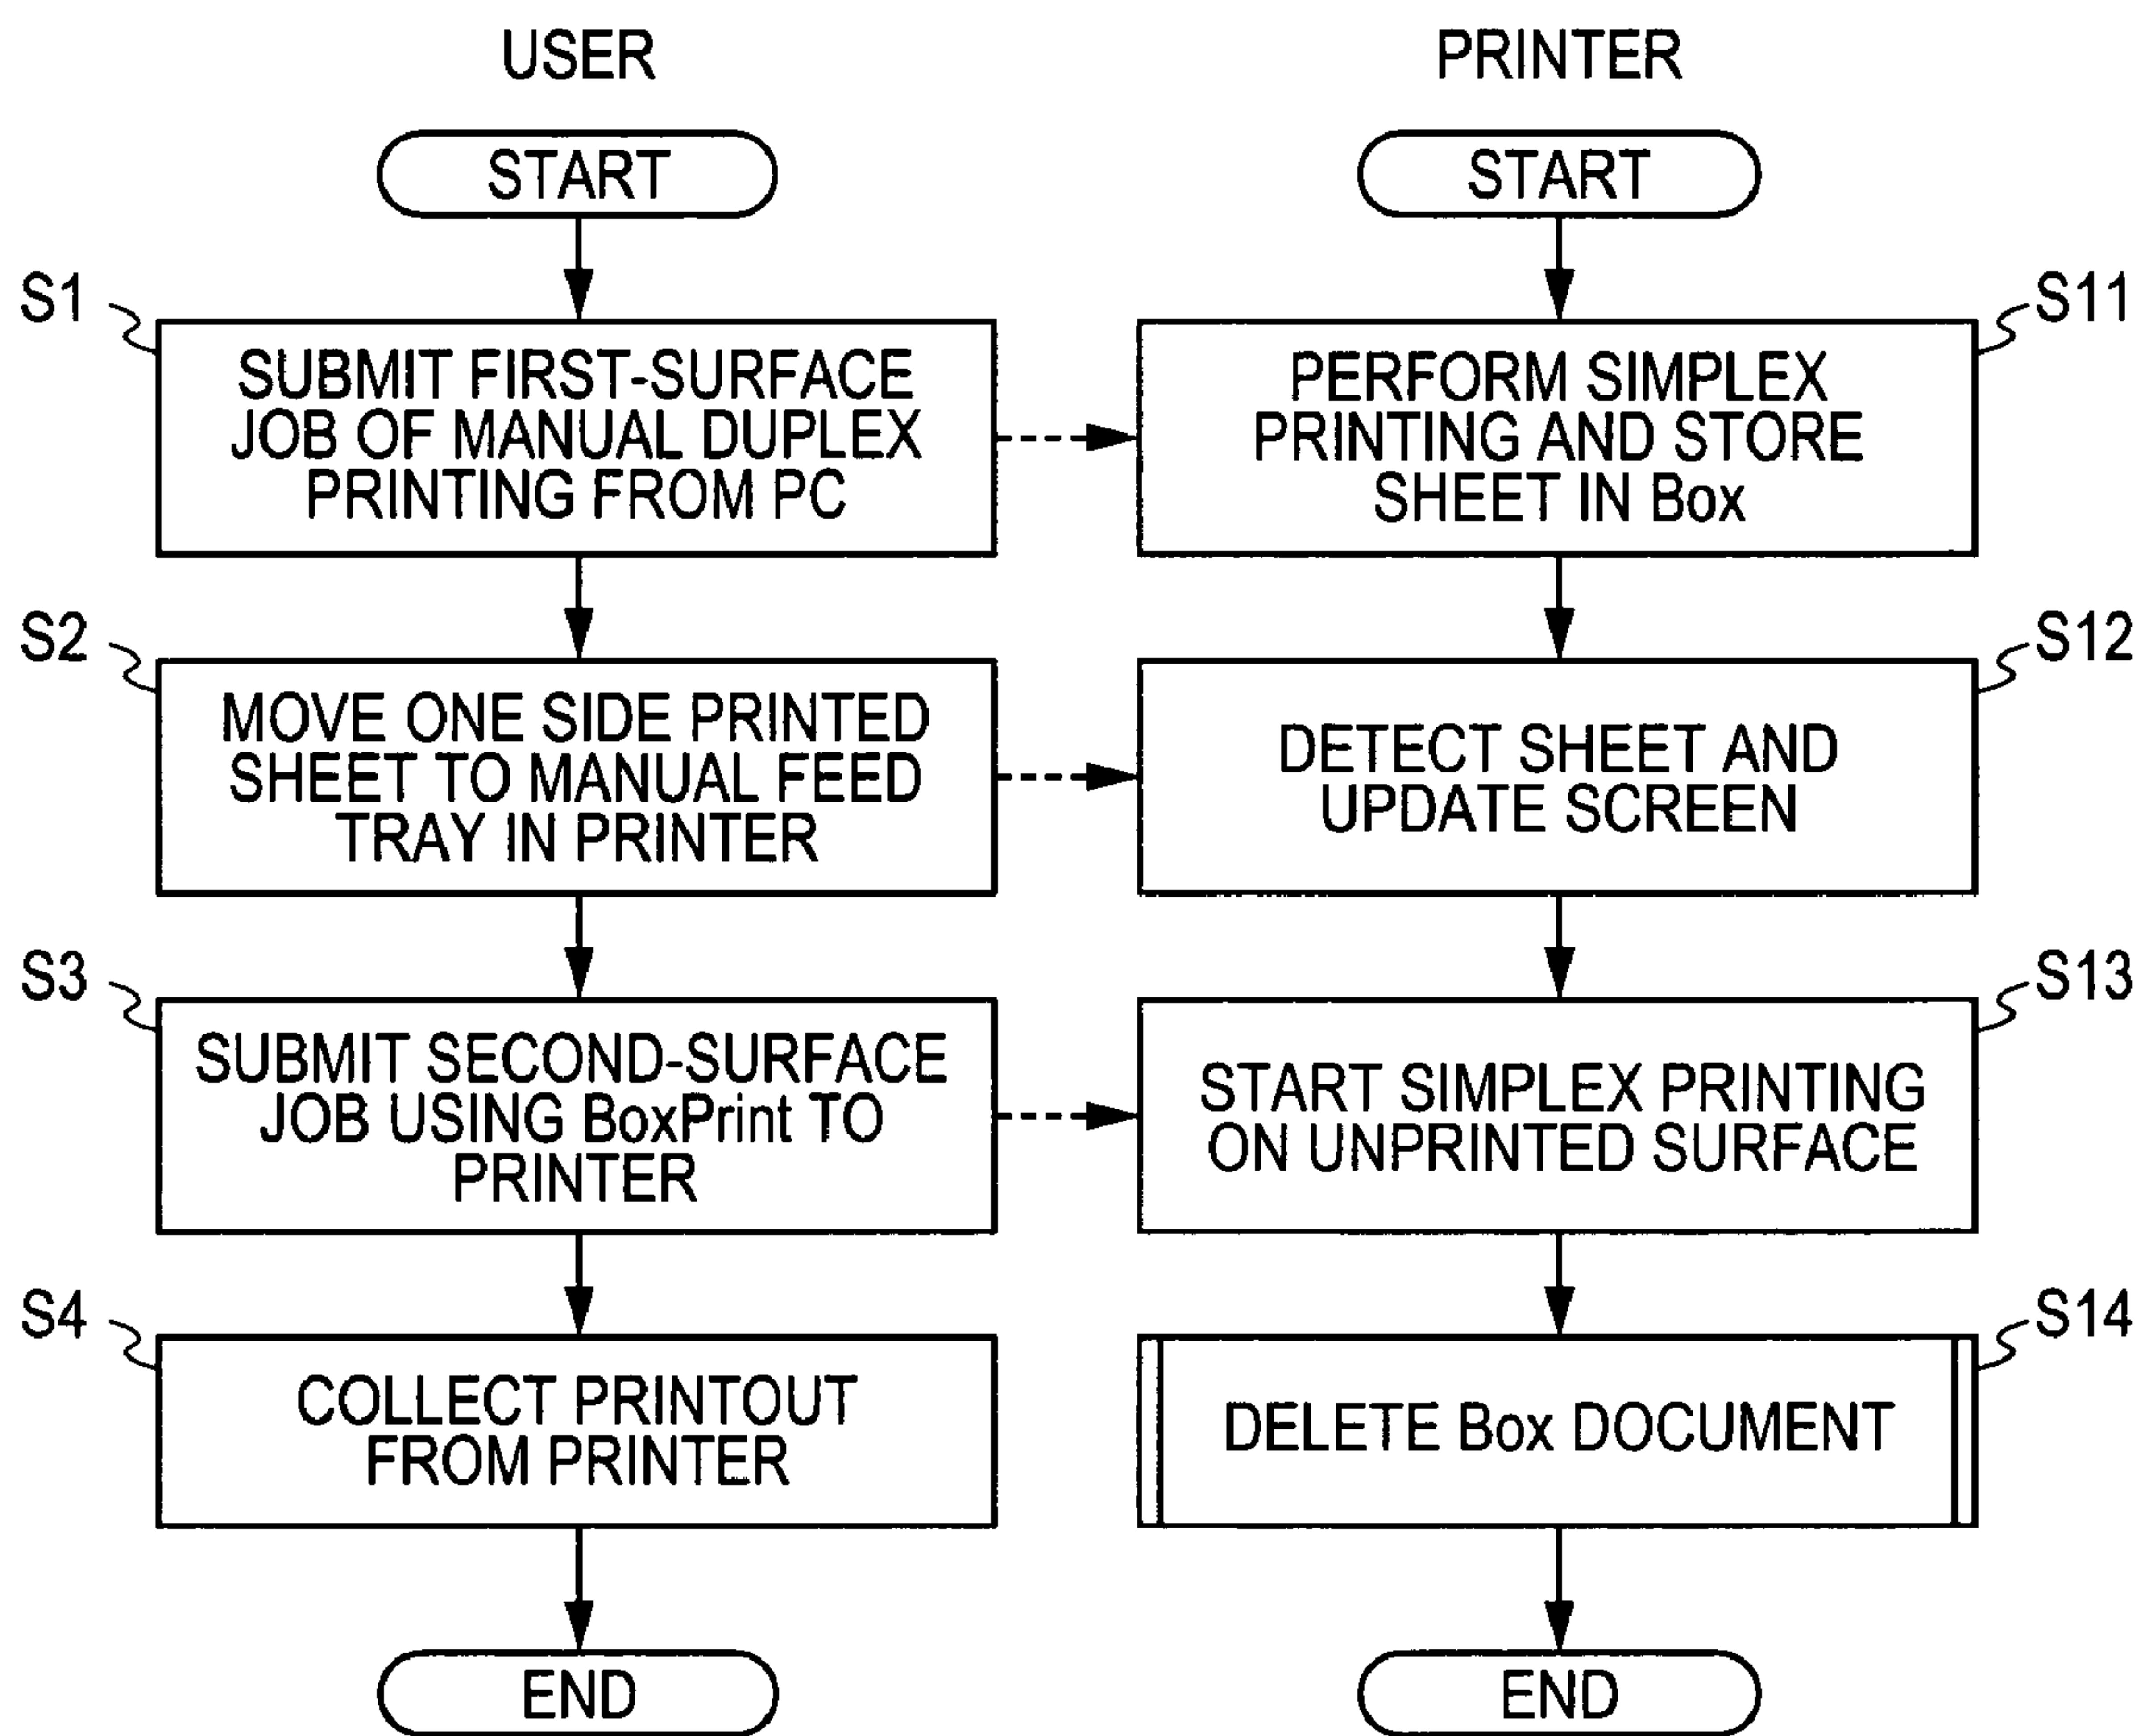 USER
START
S1
SUBMIT FIRST-SURFACE
JOB OF MANUAL DUPLEX
PRINTING FROM PC
S2
MOVE ONE SIDE PRINTED
SHEET TO MANUAL FEED
TRAY IN PRINTER
S3
SUBMIT SECOND-SURFACE
JOB USING BoxPrint TO
PRINTER
S4
COLLECT PRINTOUT
FROM PRINTER
END
PRINTER
START
S11
PERFORM SIMPLEX
PRINTING AND STORE
SHEET IN Box
S12
DETECT SHEET AND
UPDATE SCREEN
S13
START SIMPLEX PRINTING
ON UNPRINTED SURFACE
S14
DELETE Box DOCUMENT
END